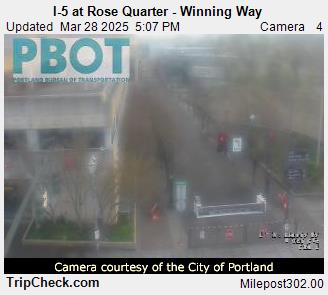 I-5 at Rose Quarter - Winning Way
Updated Mar 28 2025 5:07 PM Camera 4
PBOT
PORTLAND BUREAU OF TRANSPORTATION
Camera courtesy of the City of Portland
TripCheck.com Milepost302.00